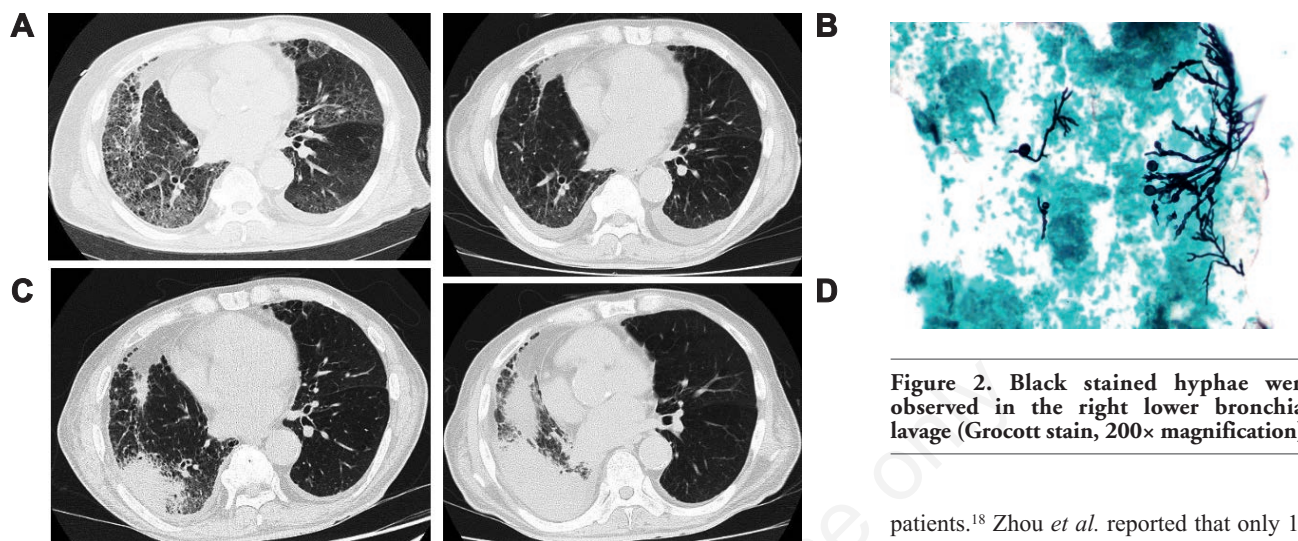 A
B
C
D
Figure 2. Black stained hyphae wer
observed in the right lower bronchia
lavage (Grocott stain, 200× magnification
e only
patients.18 Zhou et al. reported that only 1